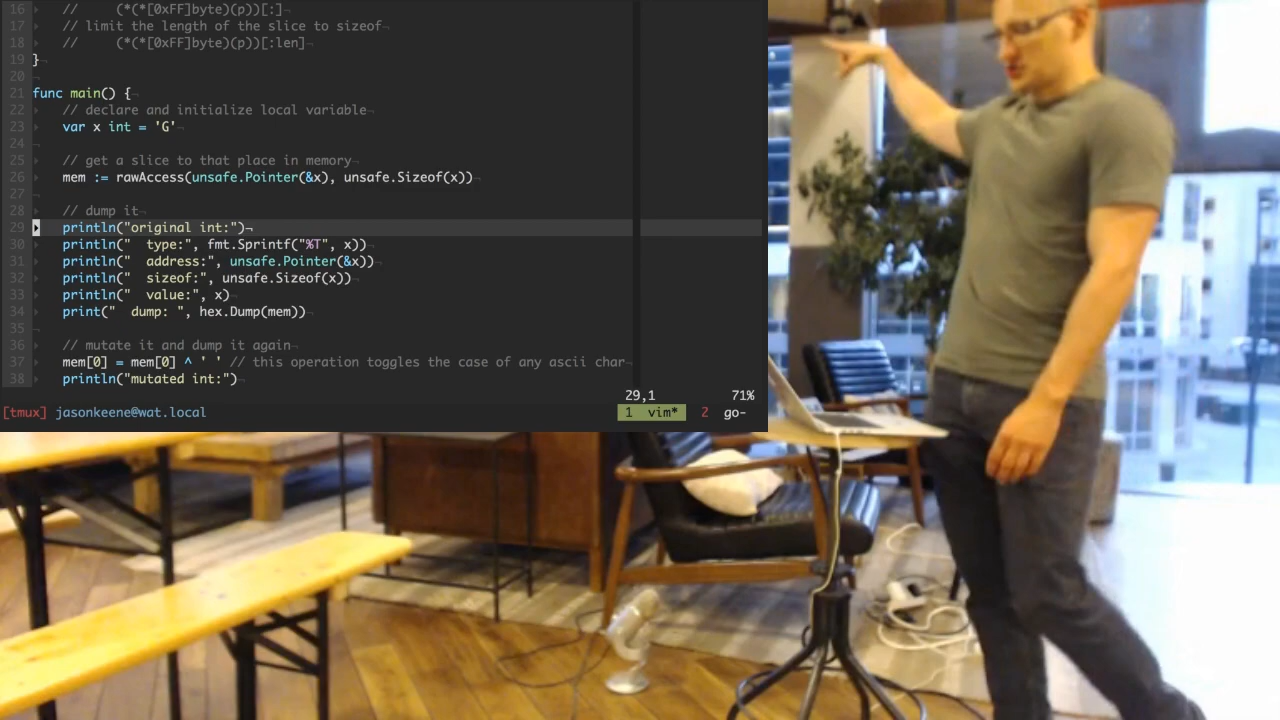 16 //     (*(*[0xFF]byte)(p))[:]
17 // limit the length of the slice to sizeof
18 //     (*(*[0xFF]byte)(p))[:len]
19 }
20
21 func main() {
22     // declare and initialize local variable
23     var x int = 'G'
24
25     // get a slice to that place in memory
26     mem := rawAccess(unsafe.Pointer(&x), unsafe.Sizeof(x))
27
28     // dump it
29     println("original int:")
30     println("  type:", fmt.Sprintf("%T", x))
31     println("  address:", unsafe.Pointer(&x))
32     println("  sizeof:", unsafe.Sizeof(x))
33     println("  value:", x)
34     print("  dump: ", hex.Dump(mem))
35
36     // mutate it and dump it again
37     mem[0] = mem[0] ^ ' ' // this operation toggles the case of any ascii char
38     println("mutated int:")
29,1 71%
[tmux] jasonkeene@wat.local 1 vim* 2 go-